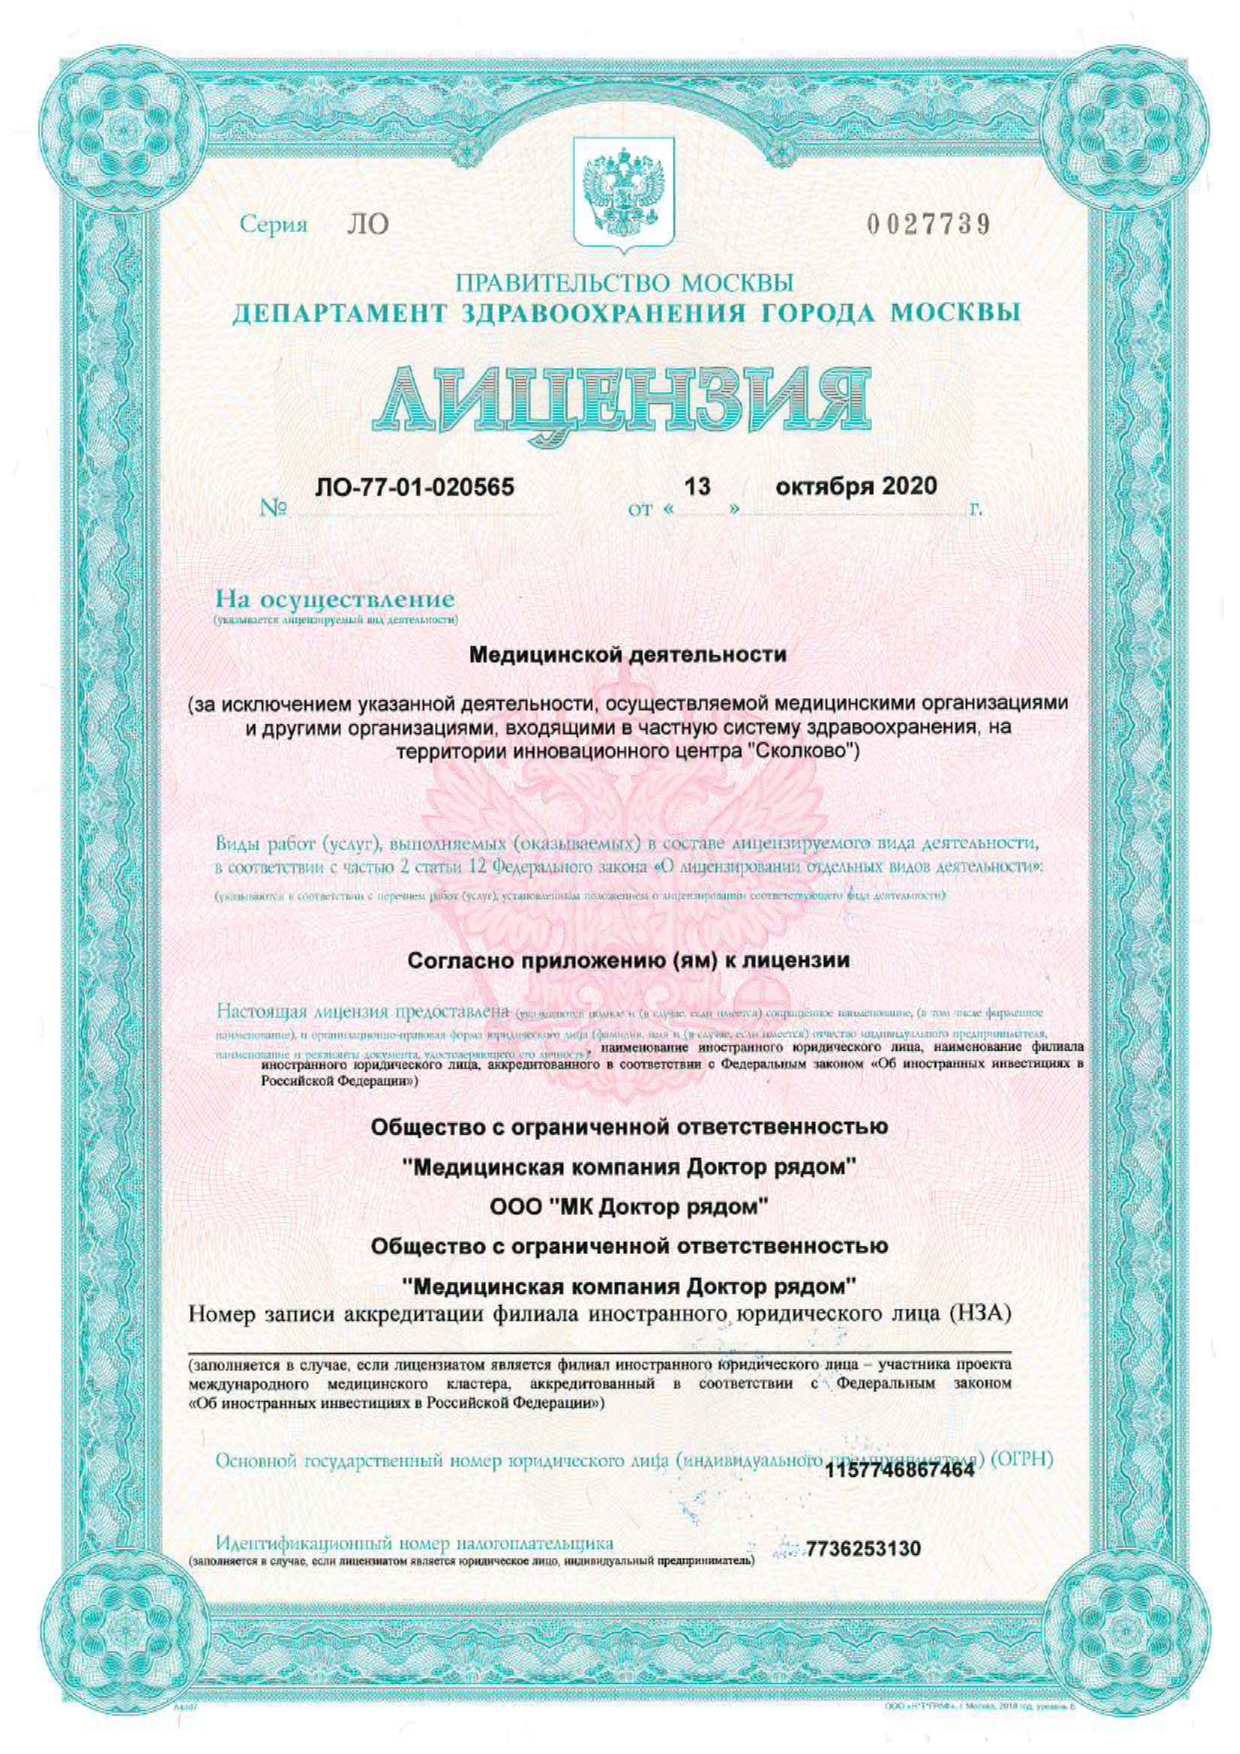 Серия ЛО 0027739
ПРАВИТЕЛЬСТВО МОСКВЫ
ДЕПАРТАМЕНТ ЗДРАВООХРАНЕНИЯ ГОРОДА МОСКВЫ
ЛИЦЕНЗИЯ
№ ЛО-77-01-020565 от « 13 » октября 2020 г.
На осуществление
(указывается лицензируемый вид деятельности)
Медицинской деятельности
(за исключением указанной деятельности, осуществляемой медицинскими организациями
и другими организациями, входящими в частную систему здравоохранения, на
территории инновационного центра "Сколково")
Виды работ (услуг), выполняемых (оказываемых) в составе лицензируемого вида деятельности,
в соответствии с частью 2 статьи 12 Федерального закона «О лицензировании отдельных видов деятельности»:
(указываются в соответствии с перечнем работ (услуг), установленным положением о лицензировании соответствующего вида деятельности)
Согласно приложению (ям) к лицензии
Настоящая лицензия предоставлена (указываются полное и (в случае, если имеется) сокращённое наименование, (в том числе фирменное
наименование), и организационно-правовая форма юридического лица (фамилия, имя и (в случае, если имеется) отчество индивидуального предпринимателя,
наименование и реквизиты документа, удостоверяющего его личность), наименование иностранного юридического лица, наименование филиала
иностранного юридического лица, аккредитованного в соответствии с Федеральным законом «Об иностранных инвестициях в
Российской Федерации»)
Общество с ограниченной ответственностью
"Медицинская компания Доктор рядом"
ООО "МК Доктор рядом"
Общество с ограниченной ответственностью
"Медицинская компания Доктор рядом"
Номер записи аккредитации филиала иностранного юридического лица (НЗА)
(заполняется в случае, если лицензиатом является филиал иностранного юридического лица – участника проекта
международного медицинского кластера, аккредитованный в соответствии с Федеральным законом
«Об иностранных инвестициях в Российской Федерации»)
Основной государственный номер юридического лица (индивидуального предпринимателя) (ОГРН)
1157746867464
Идентификационный номер налогоплательщика 7736253130
(заполняется в случае, если лицензиатом является юридическое лицо, индивидуальный предприниматель)
ООО «Н*Т*ГРАФ», г. Москва, 2018 год, уровень Б